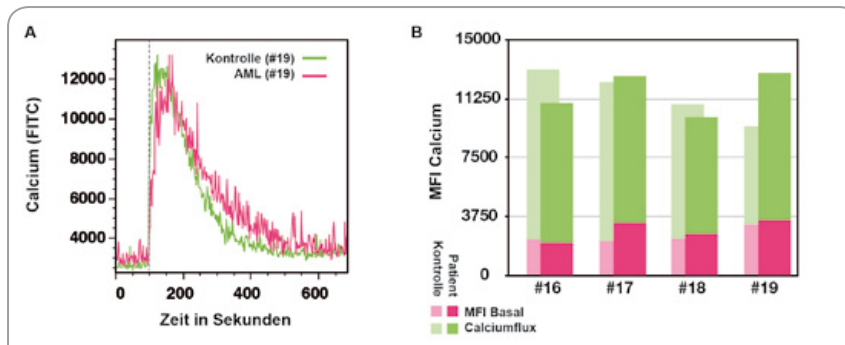 A
Kontrolle (#19)
AML (#19)
12000
10000
8000
6000
4000
Calcium (FITC)
0 200 400 600
Zeit in Sekunden
B
15000
11250
7500
3750
0
MFI Calcium
#16 #17 #18 #19
Patient
Kontrolle
MFI Basal
Calciumflux